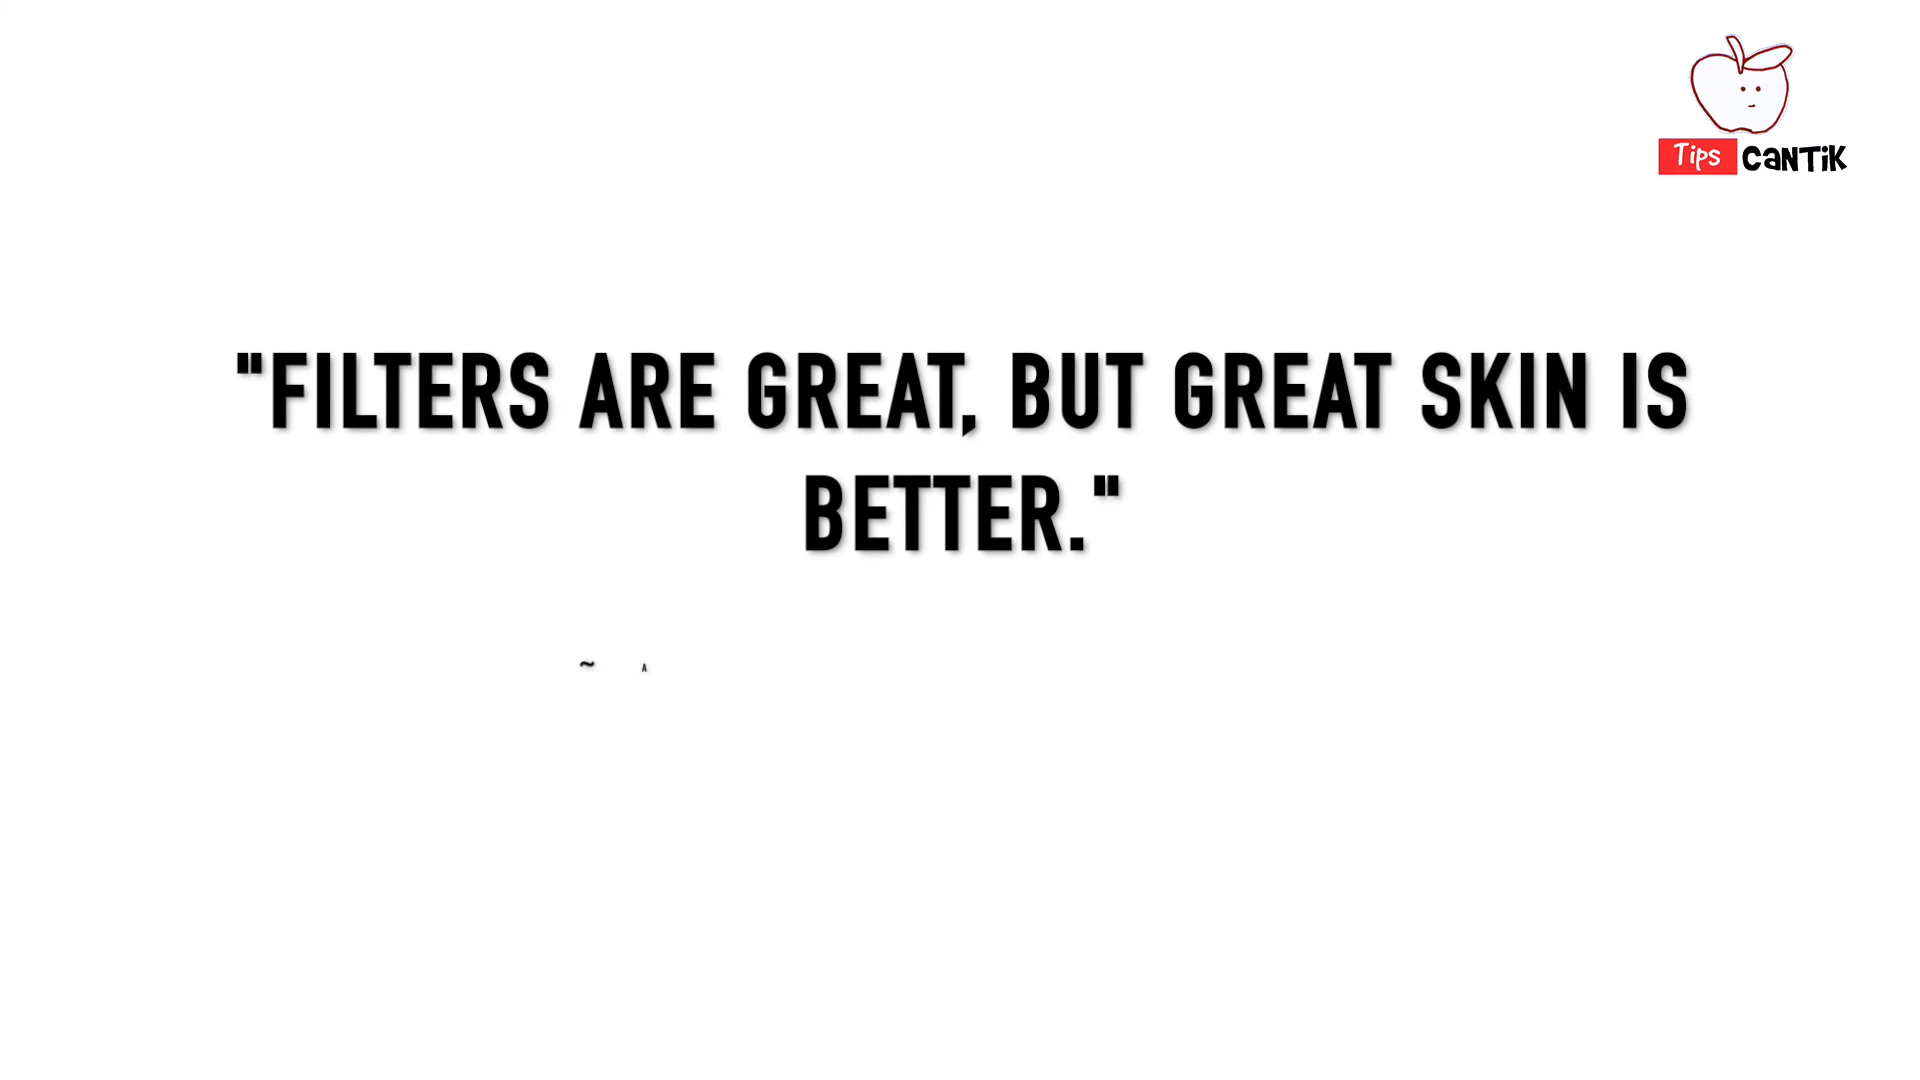 Tips CANTIK
"FILTERS ARE GREAT, BUT GREAT SKIN IS
BETTER."
~ A